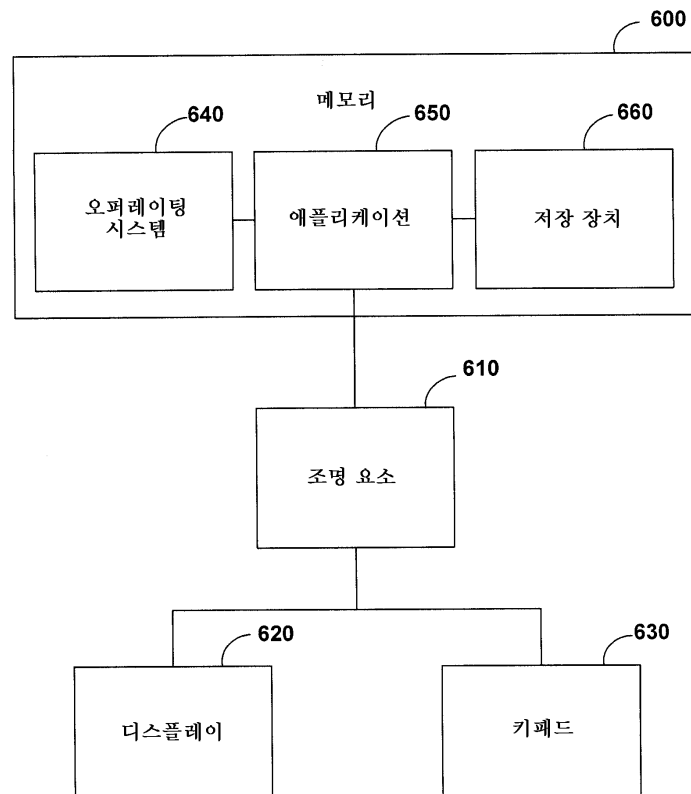 600
메모리
640
650
660
오퍼레이팅
시스템
애플리케이션
저장 장치
610
조명 요소
620
630
디스플레이
키패드